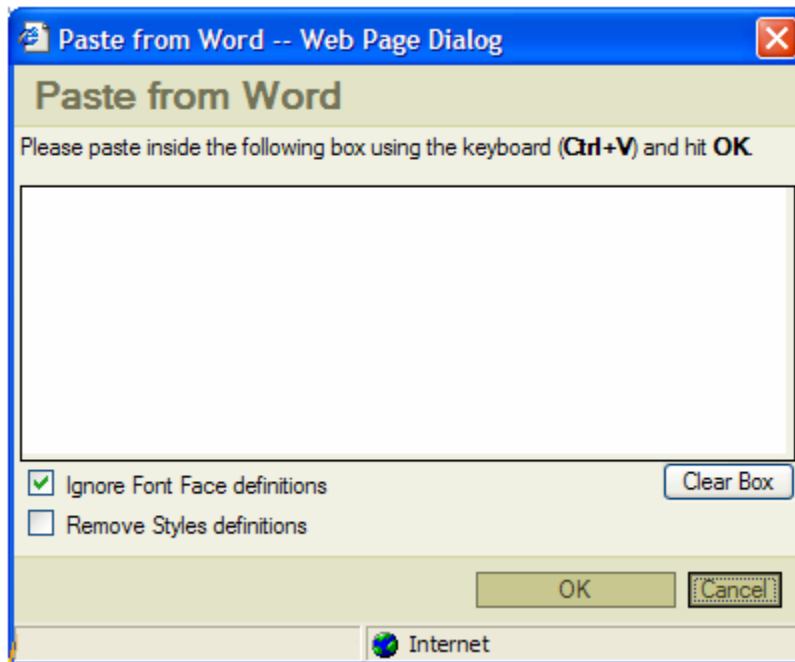 Paste from Word -- Web Page Dialog
Paste from Word
Please paste inside the following box using the keyboard (Ctrl+V) and hit OK.
Ignore Font Face definitions
Clear Box
Remove Styles definitions
OK
Cancel
Internet